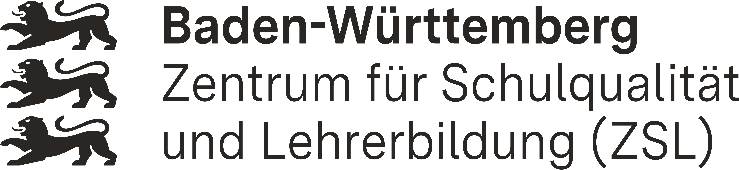 Baden-Württemberg
Zentrum für Schulqualität
und Lehrerbildung (ZSL)